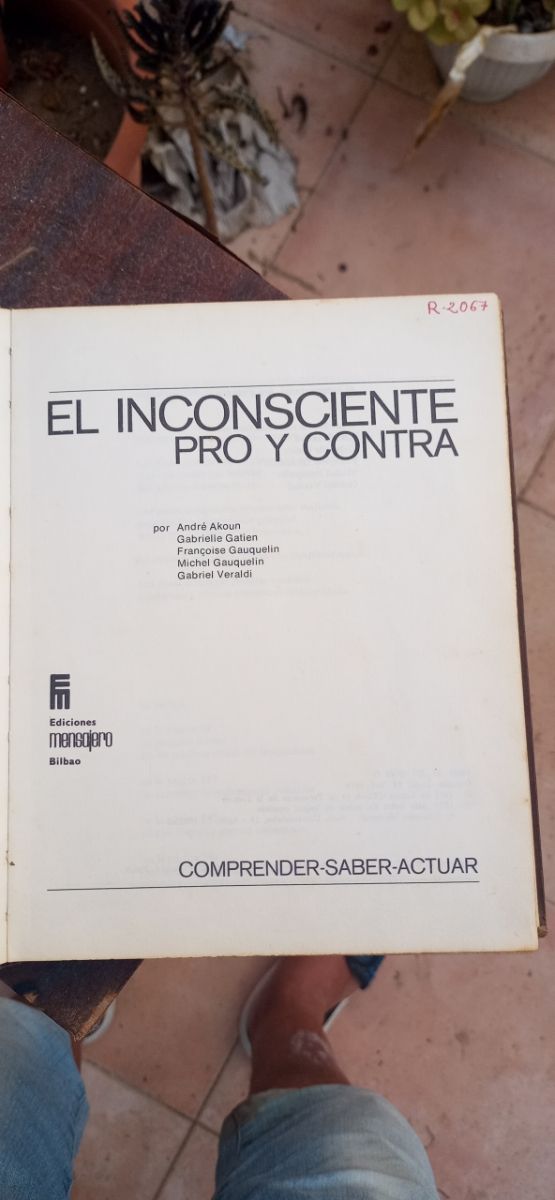 R-2067
EL INCONSCIENTE
PRO Y CONTRA
por André Akoun
Gabrielle Gatien
Françoise Gauquelin
Michel Gauquelin
Gabriel Veraldi
Ediciones
mensajero
Bilbao
COMPRENDER-SABER-ACTUAR